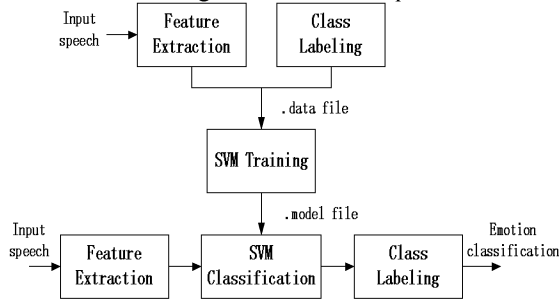 Input
speech
Feature
Extraction
Class
Labeling
.data file
SVM Training
.model file
Input
speech
Feature
Extraction
SVM
Classification
Class
Labeling
Emotion
classification